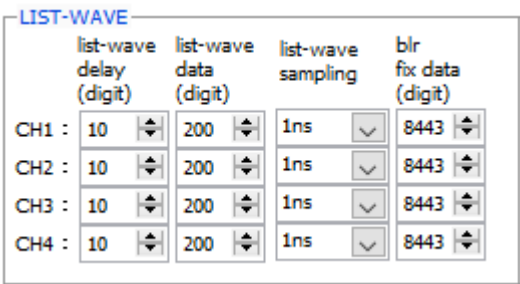 LIST-WAVE
list-wave delay (digit) list-wave data (digit) list-wave sampling blr fix data (digit)
CH1 : 10 200 1ns 8443
CH2 : 10 200 1ns 8443
CH3 : 10 200 1ns 8443
CH4 : 10 200 1ns 8443